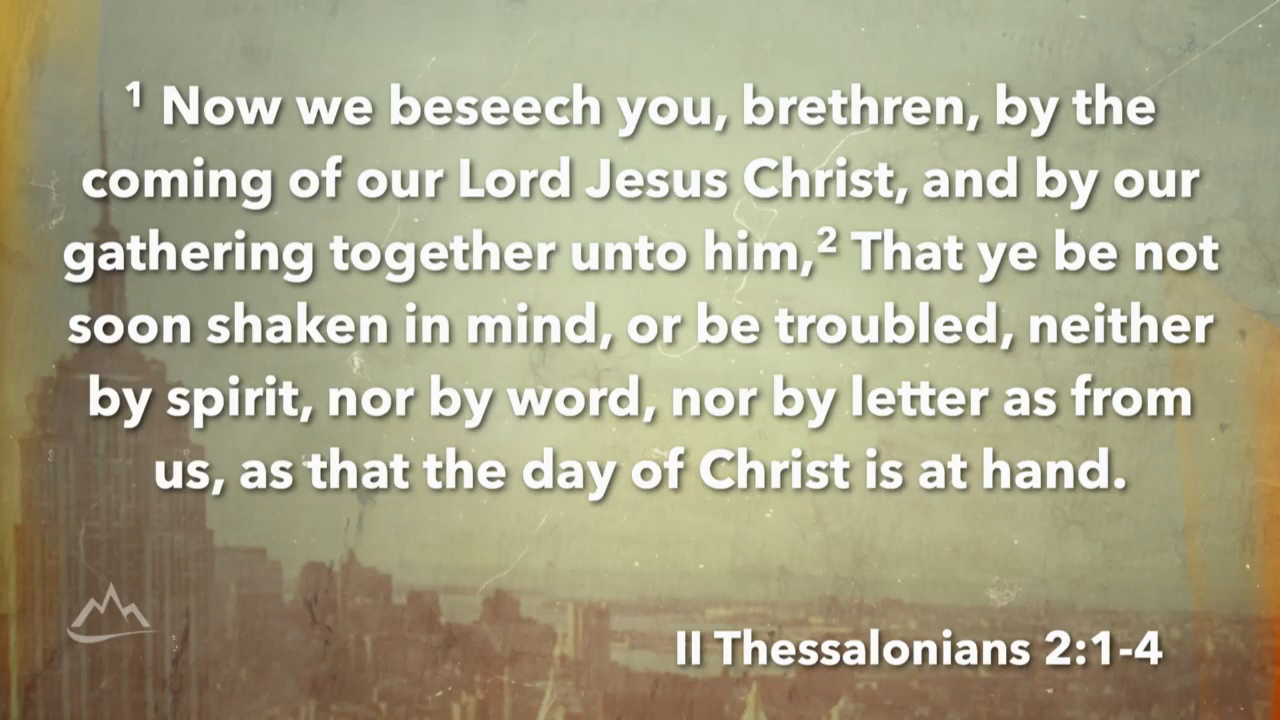 ¹ Now we beseech you, brethren, by the
coming of our Lord Jesus Christ, and by our
gathering together unto him,² That ye be not
soon shaken in mind, or be troubled, neither
by spirit, nor by word, nor by letter as from
us, as that the day of Christ is at hand.
II Thessalonians 2:1-4